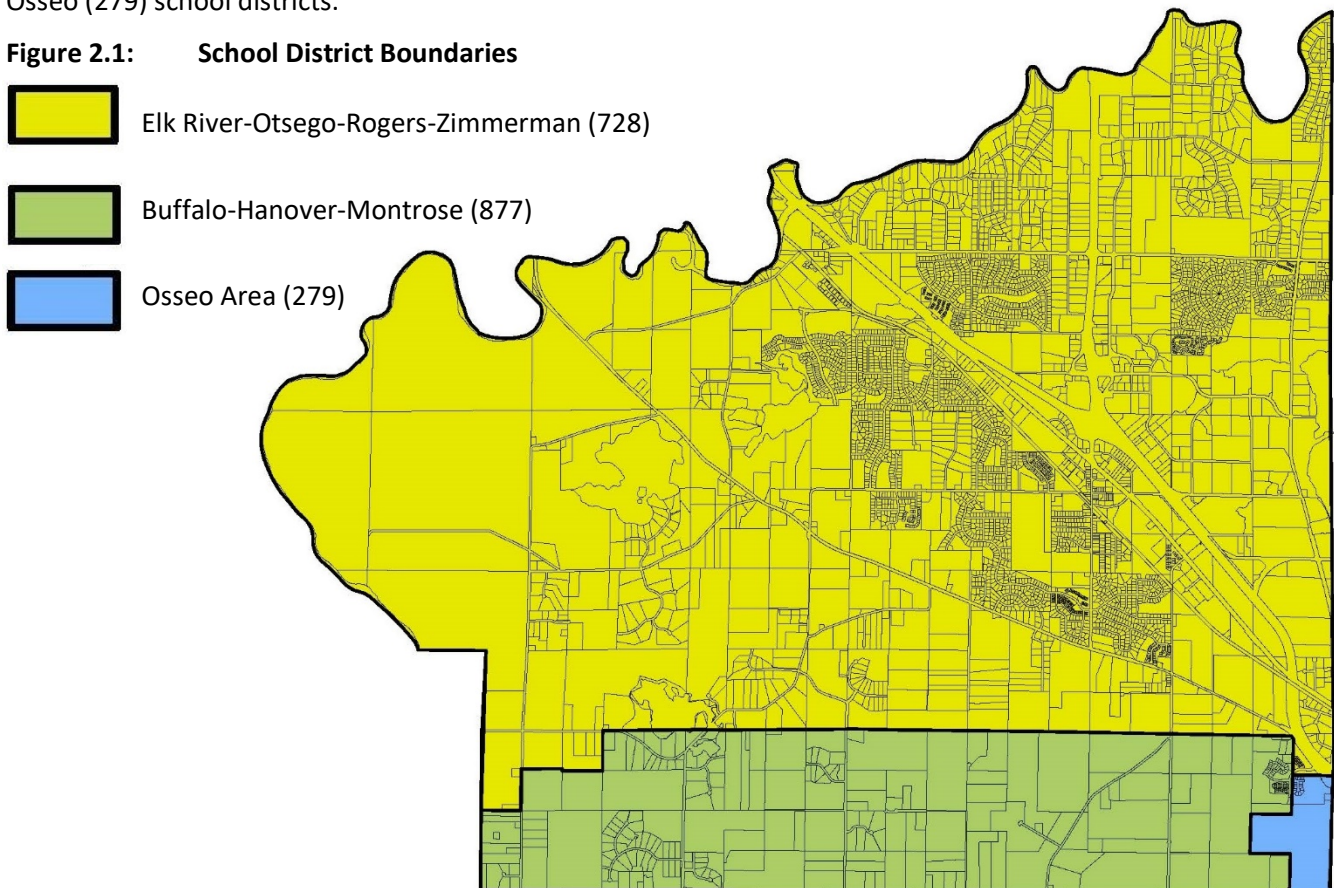 Osseo (279) school districts.
Figure 2.1: School District Boundaries
Elk River-Otsego-Rogers-Zimmerman (728)
Buffalo-Hanover-Montrose (877)
Osseo Area (279)